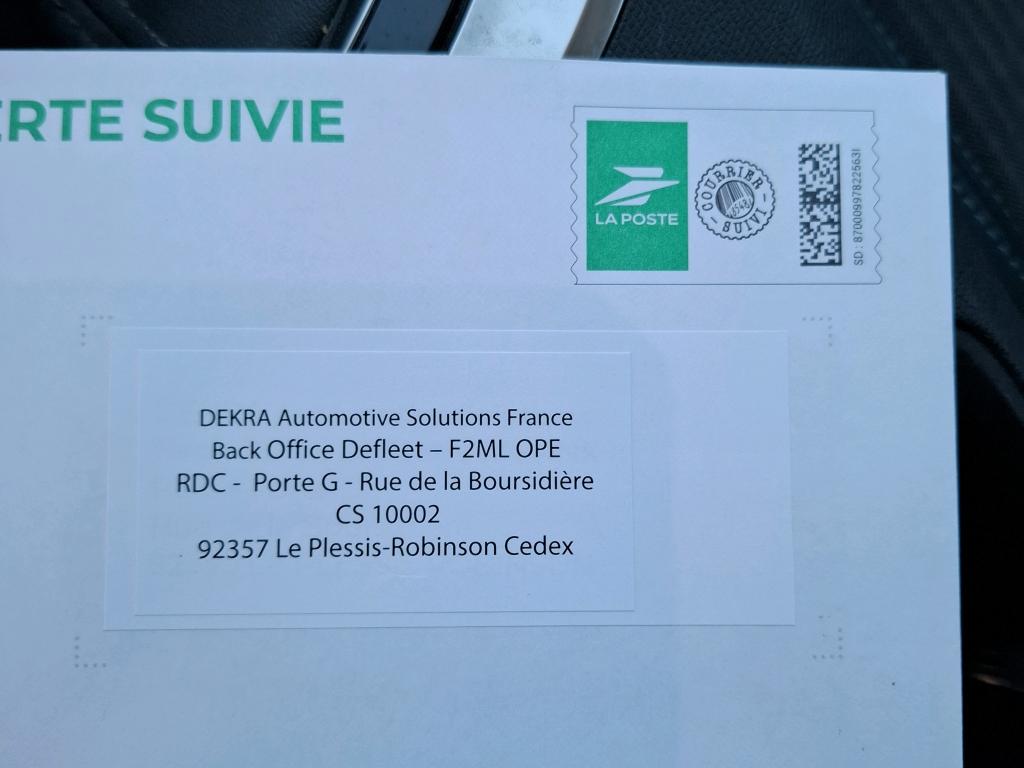 ERTE SUIVIE
LA POSTE
COURRIER
SUIVI
SD : 87000997822563I
DEKRA Automotive Solutions France
Back Office Defleet – F2ML OPE
RDC - Porte G - Rue de la Boursidière
CS 10002
92357 Le Plessis-Robinson Cedex